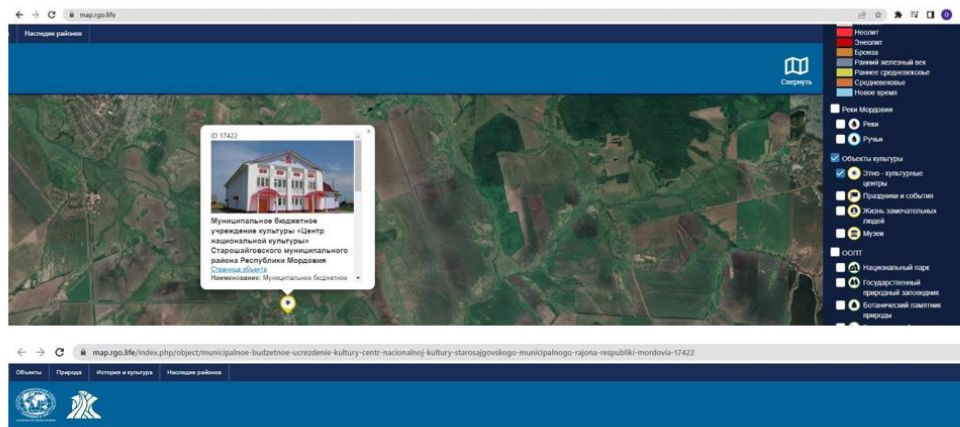 map.rgo.life
Наследие районов
Свернуть
Неолит
Энеолит
Бронза
Ранний железный век
Раннее средневековье
Средневековье
Новое время
Реки Мордовии
Реки
Ручьи
Объекты культуры
Этно - культурные
центры
Праздники и события
Жизнь замечательных
людей
Музеи
ООПТ
Национальный парк
Государственный
природный заповедник
Ботанический памятник
природы
ID 17422
Муниципальное бюджетное
учреждение культуры «Центр
национальной культуры»
Старошайговского муниципального
района Республики Мордовия
Страница объекта
Наименование: Муниципальное бюджетное
map.rgo.life/index.php/object/municipalnoe-budzetnoe-ucrezdenie-kultury-centr-nacionalnoj-kultury-starosajgovskogo-municipalnogo-rajona-respubliki-mordovia-17422
Объекты Природа История и культура Наследие районов